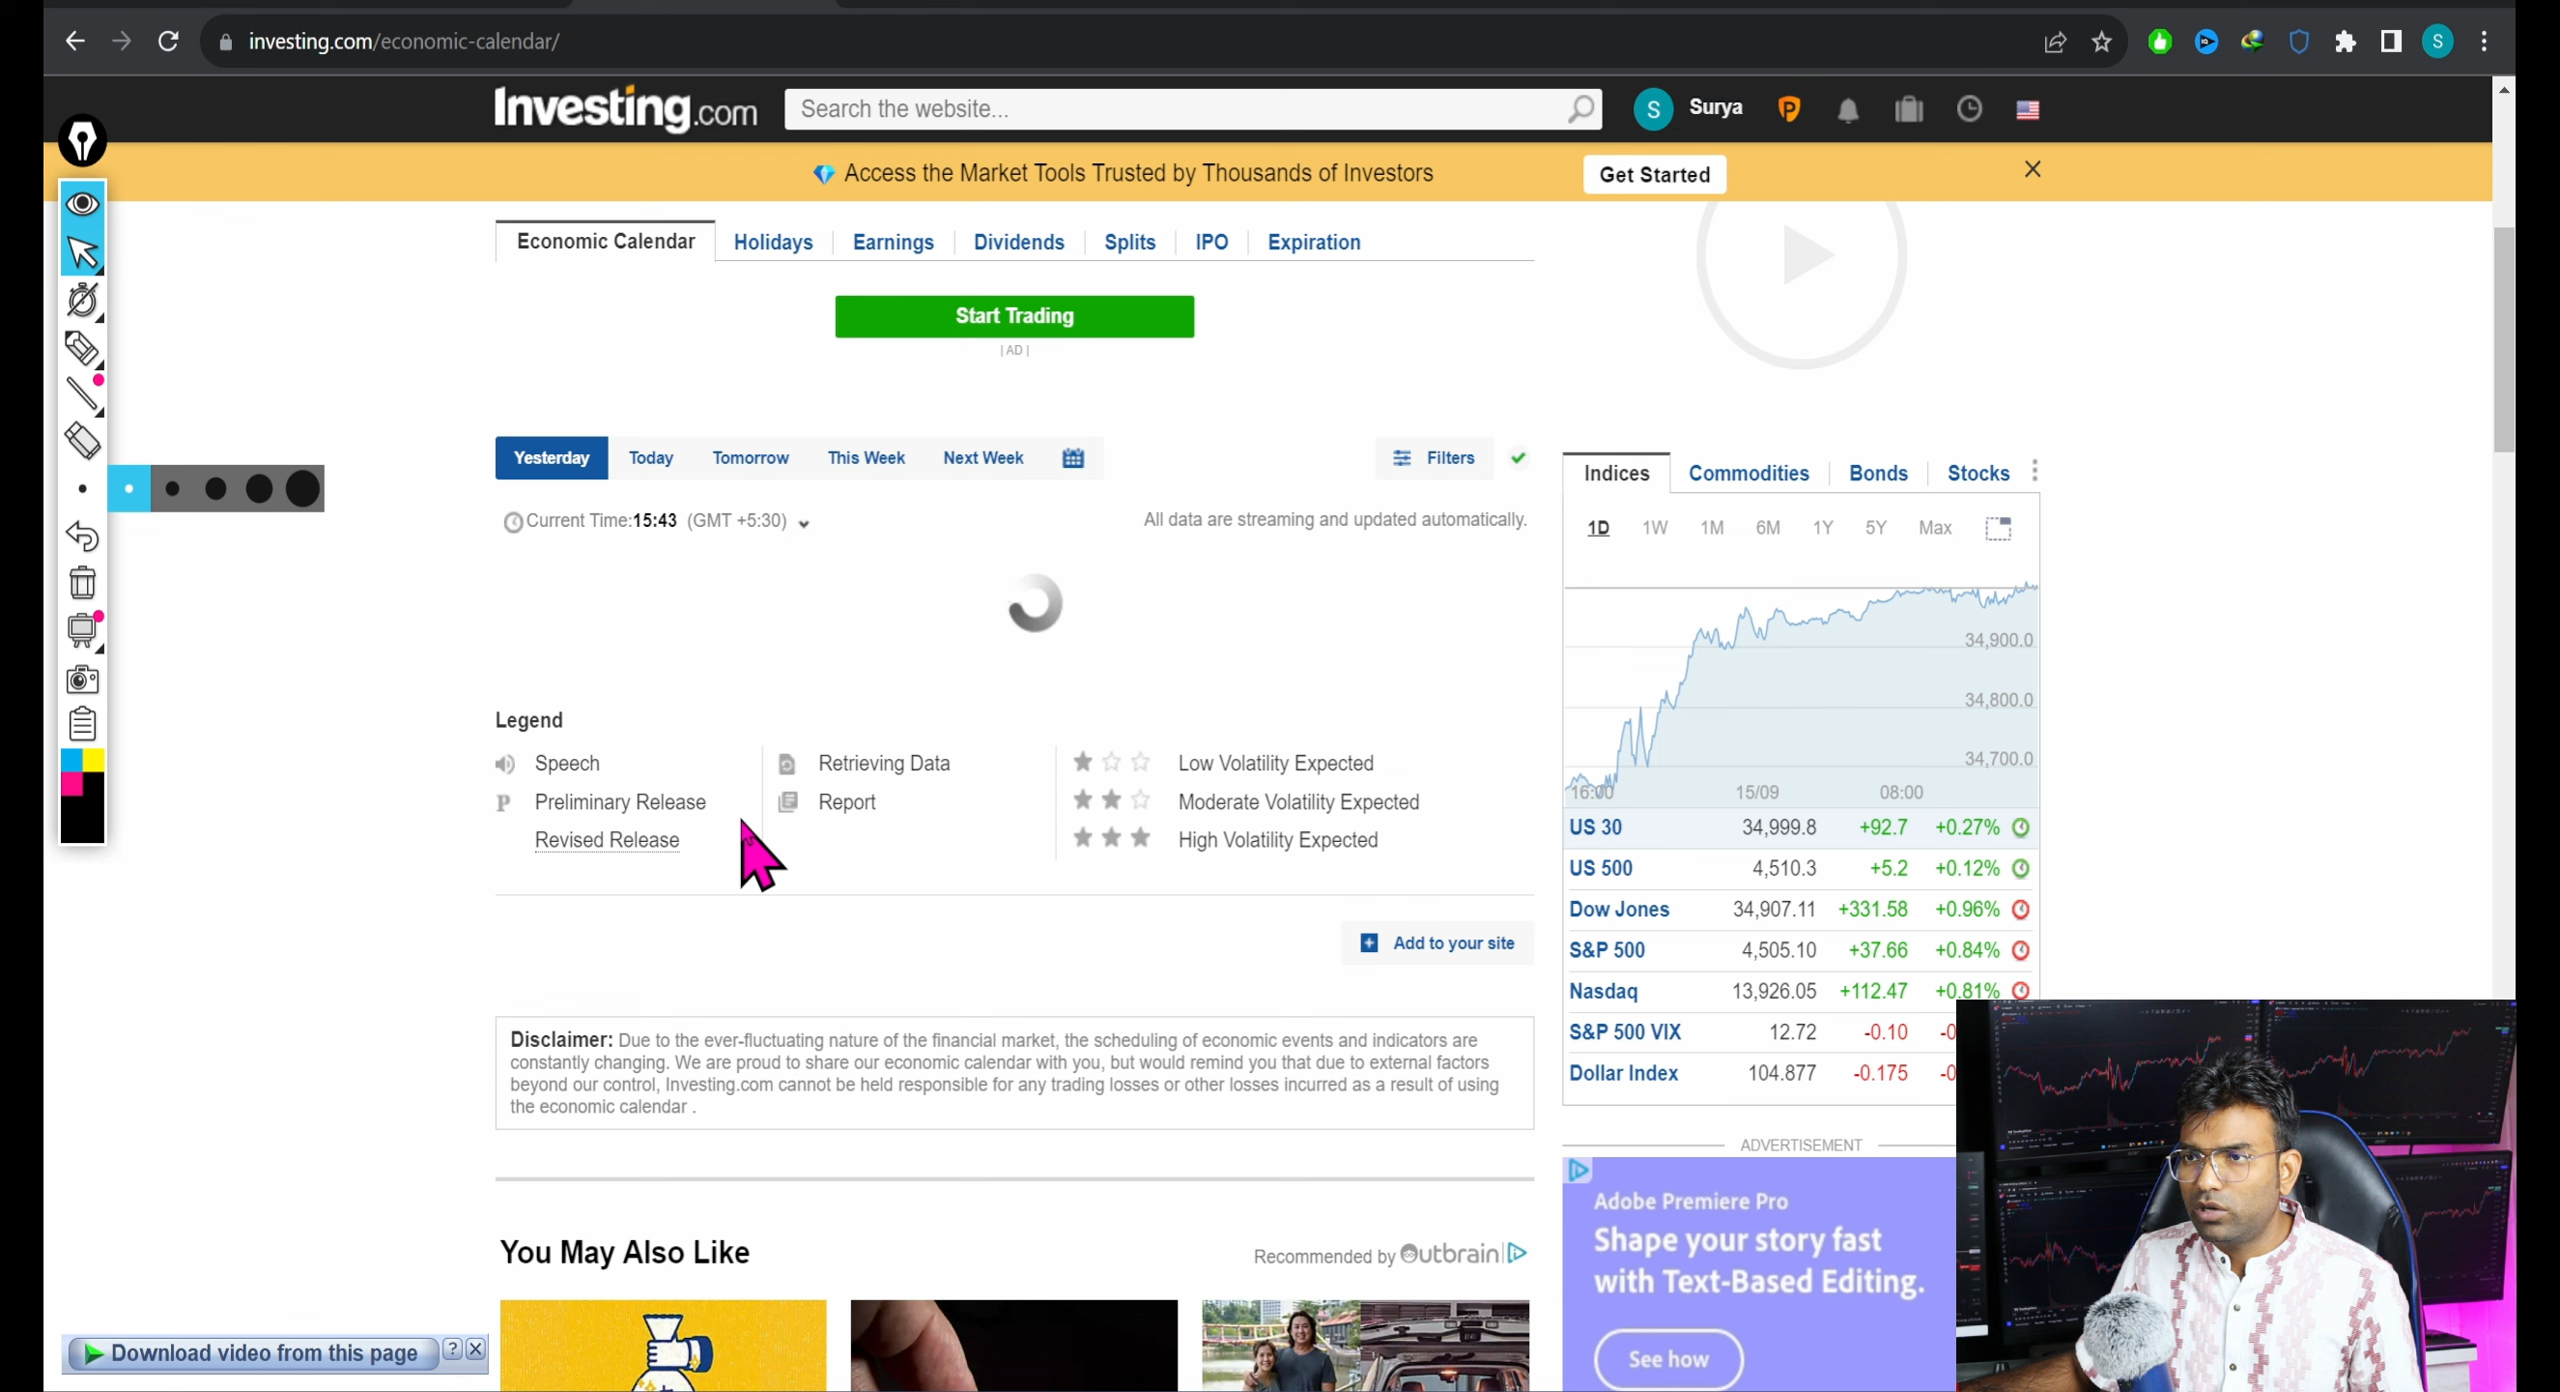 investing.com/economic-calendar/
S
Investing.com
Search the website...
S
Surya
P
Access the Market Tools Trusted by Thousands of Investors
Get Started
Economic Calendar
Holidays
Earnings
Dividends
Splits
IPO
Expiration
Start Trading
| AD |
Yesterday
Today
Tomorrow
This Week
Next Week
Filters
Current Time:15:43 (GMT +5:30)
All data are streaming and updated automatically.
Legend
Speech
Preliminary Release
Revised Release
Retrieving Data
Report
Low Volatility Expected
Moderate Volatility Expected
High Volatility Expected
Add to your site
Disclaimer: Due to the ever-fluctuating nature of the financial market, the scheduling of economic events and indicators are
constantly changing. We are proud to share our economic calendar with you, but would remind you that due to external factors
beyond our control, Investing.com cannot be held responsible for any trading losses or other losses incurred as a result of using
the economic calendar .
You May Also Like
Recommended by Outbrain
Indices
Commodities
Bonds
Stocks
1D 1W 1M 6M 1Y 5Y Max
34,900.0
34,800.0
34,700.0
16:00 15/09 08:00
US 30 34,999.8 +92.7 +0.27%
US 500 4,510.3 +5.2 +0.12%
Dow Jones 34,907.11 +331.58 +0.96%
S&P 500 4,505.10 +37.66 +0.84%
Nasdaq 13,926.05 +112.47 +0.81%
S&P 500 VIX 12.72 -0.10 -0
Dollar Index 104.877 -0.175 -0
ADVERTISEMENT
Adobe Premiere Pro
Shape your story fast
with Text-Based Editing.
See how
Download video from this page
?